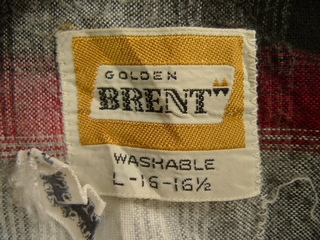 GOLDEN
BRENT
WASHABLE
L-16-16½